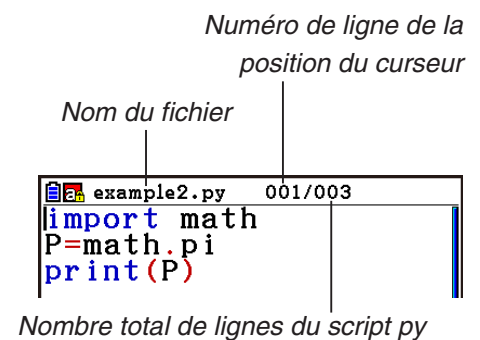 Numéro de ligne de la
position du curseur
Nom du fichier
a example2.py 001/003
import math
P=math.pi
print(P)
Nombre total de lignes du script py